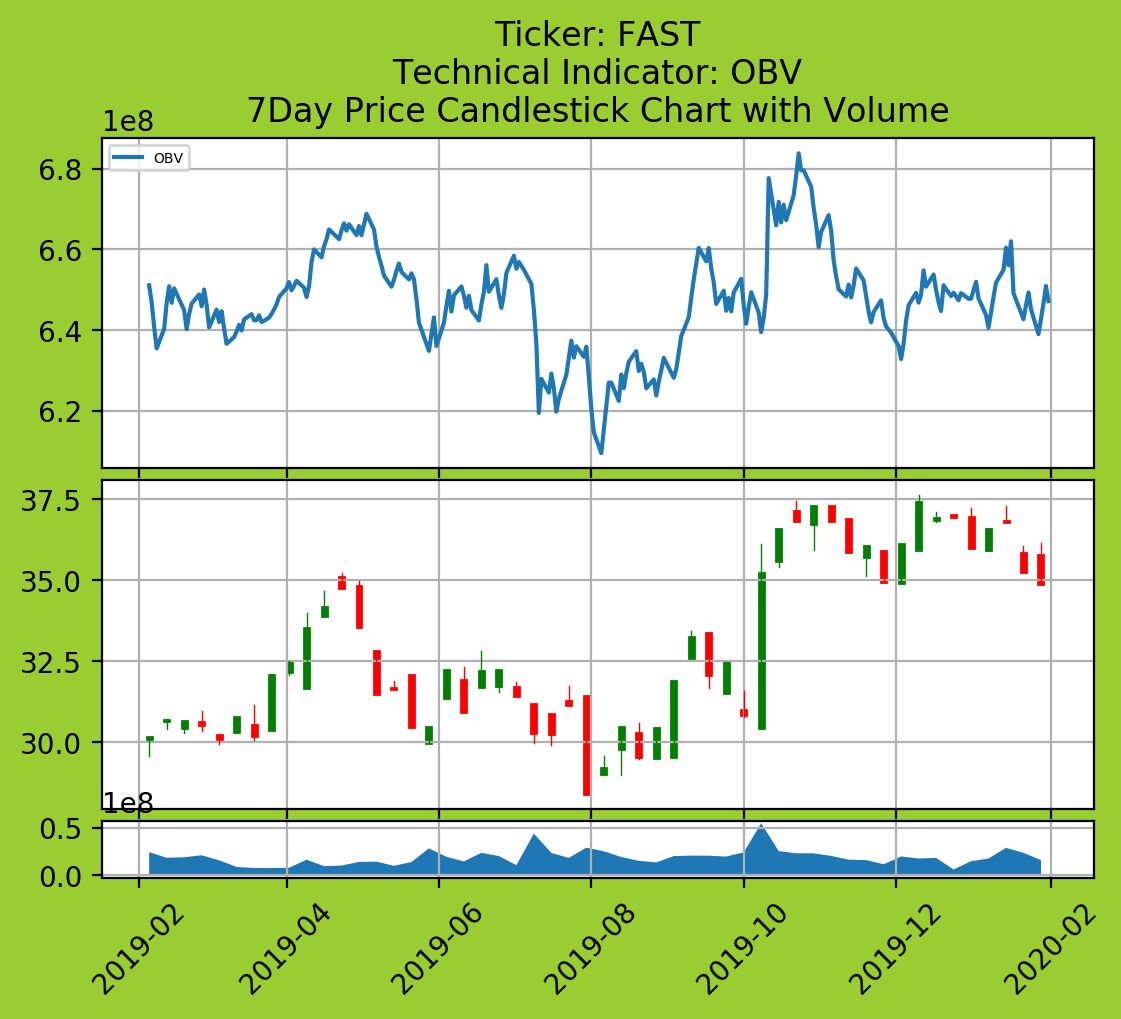 Ticker: FAST
Technical Indicator: OBV
7Day Price Candlestick Chart with Volume
1e8
OBV
6.8
6.6
6.4
6.2
37.5
35.0
32.5
30.0
1e8
0.5
0.0
2019-02
2019-04
2019-06
2019-08
2019-10
2019-12
2020-02